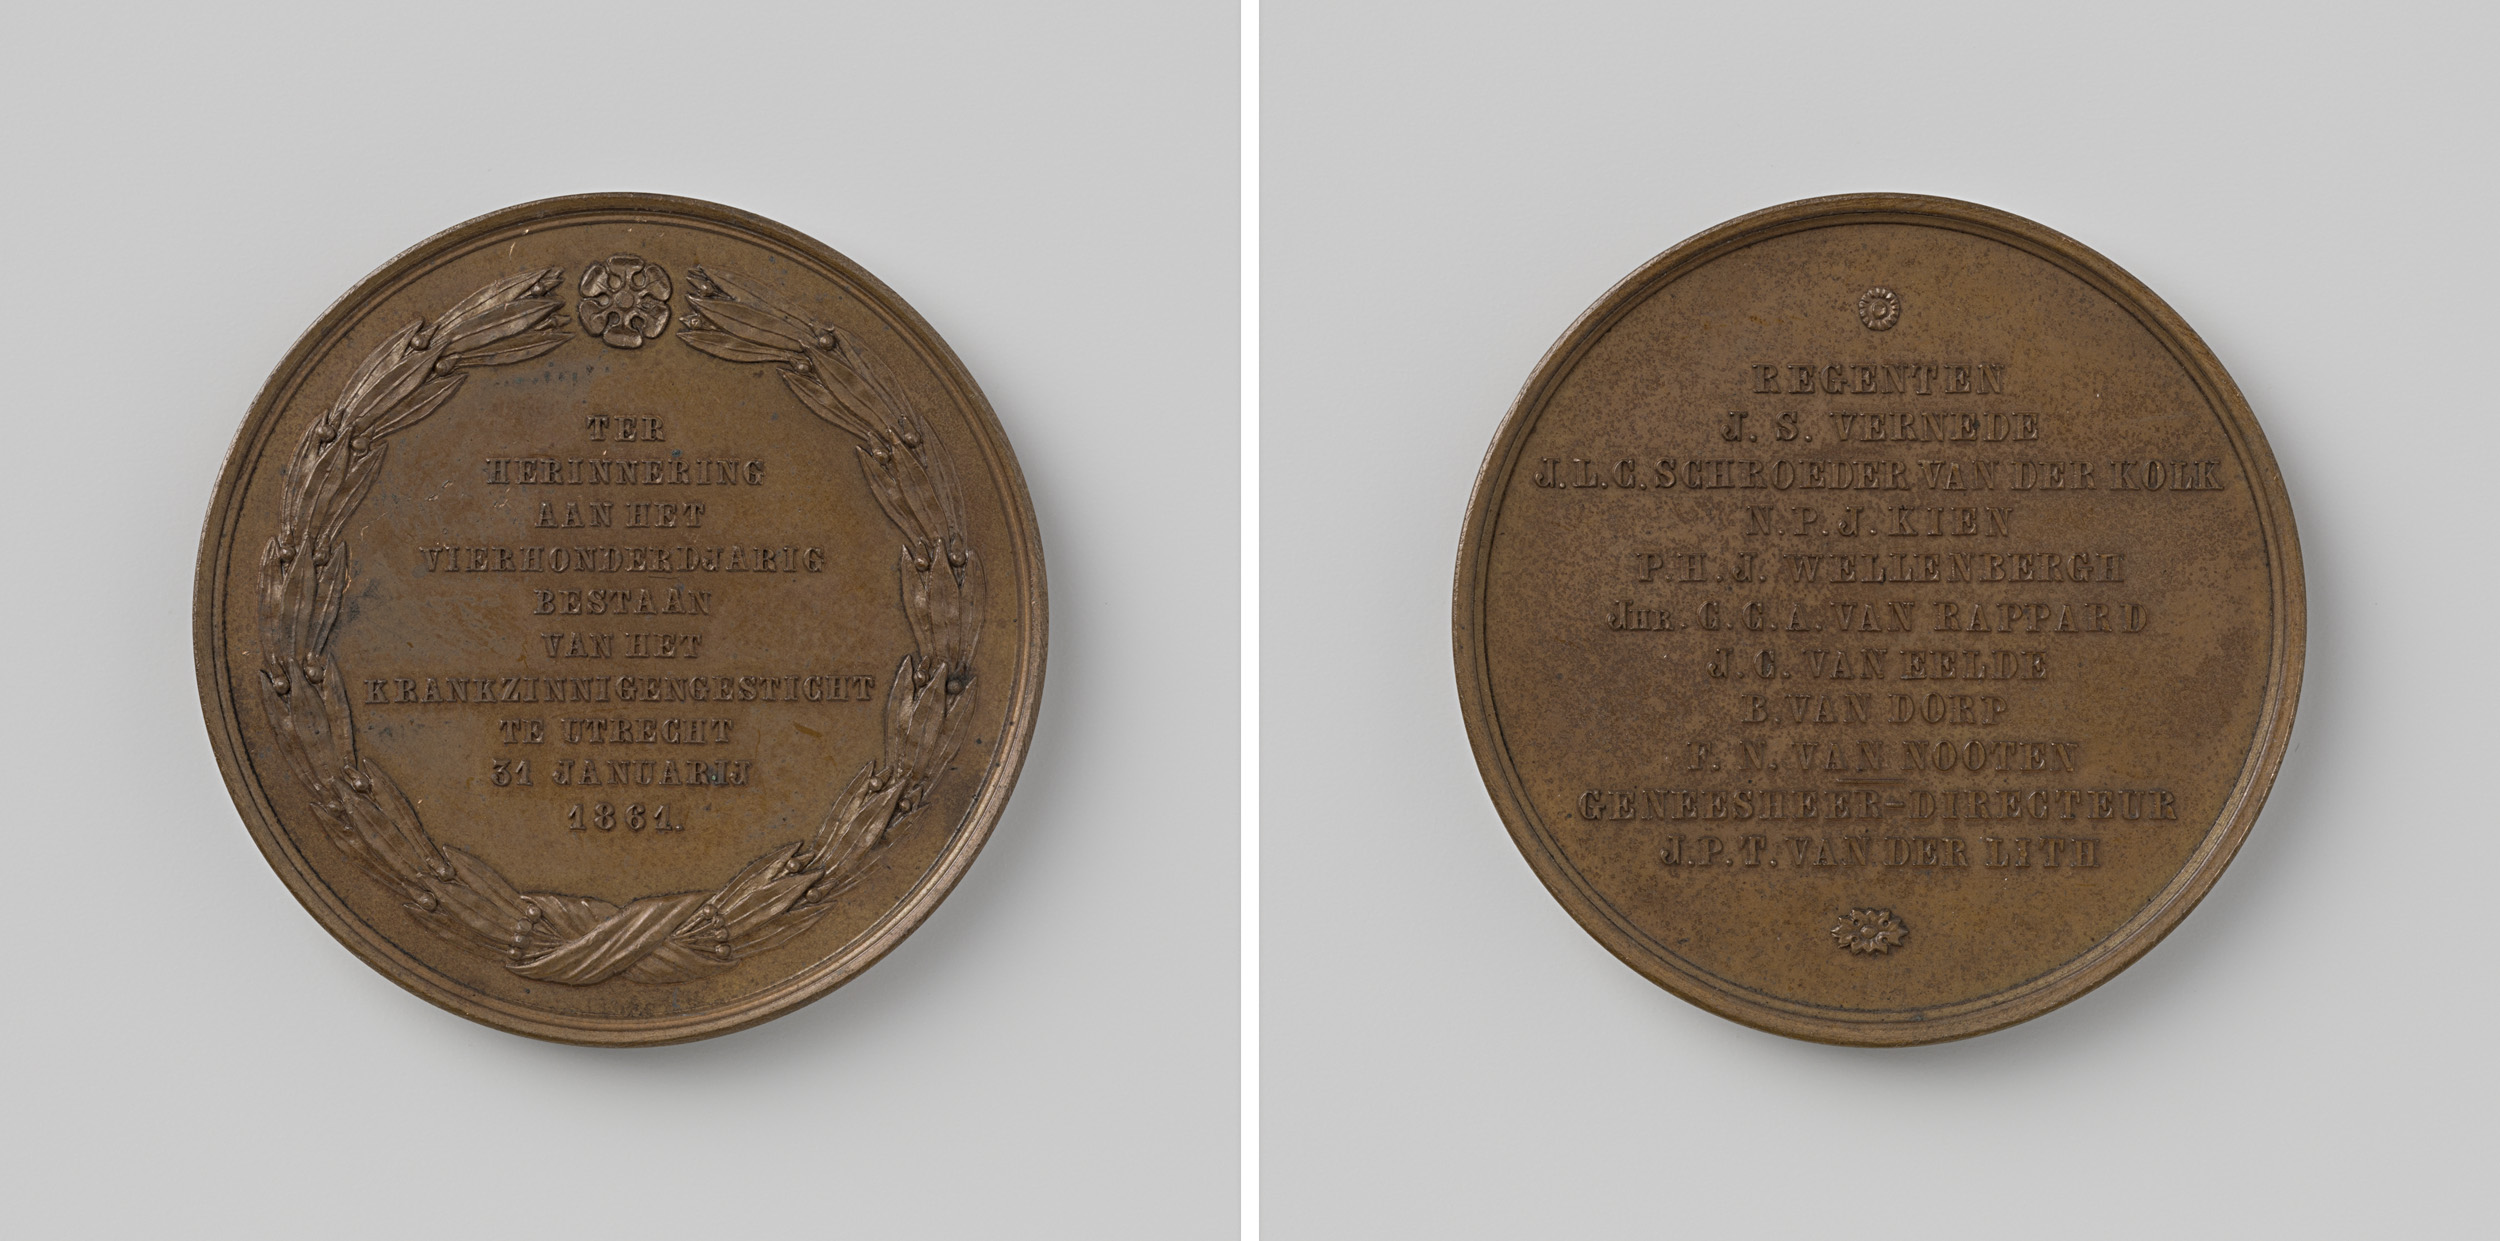 TER
HERINNERING
AAN HET
VIERHONDERDJARIG
BESTAAN
VAN HET
KRANKZINNIGENGESTICHT
TE UTRECHT
31 JANUARIJ
1861.
REGENTEN
J. S. VERNEDE
J. L. C. SCHROEDER VAN DER KOLK
N. P. J. KIEN
P. H. J. WELLENBERGH
JHR. C. C. A. VAN RAPPARD
J. C. VAN EELDE
B. VAN DORP
F. N. VAN NOOTEN
GENEESHEER-DIRECTEUR
J. P. T. VAN DER LITH